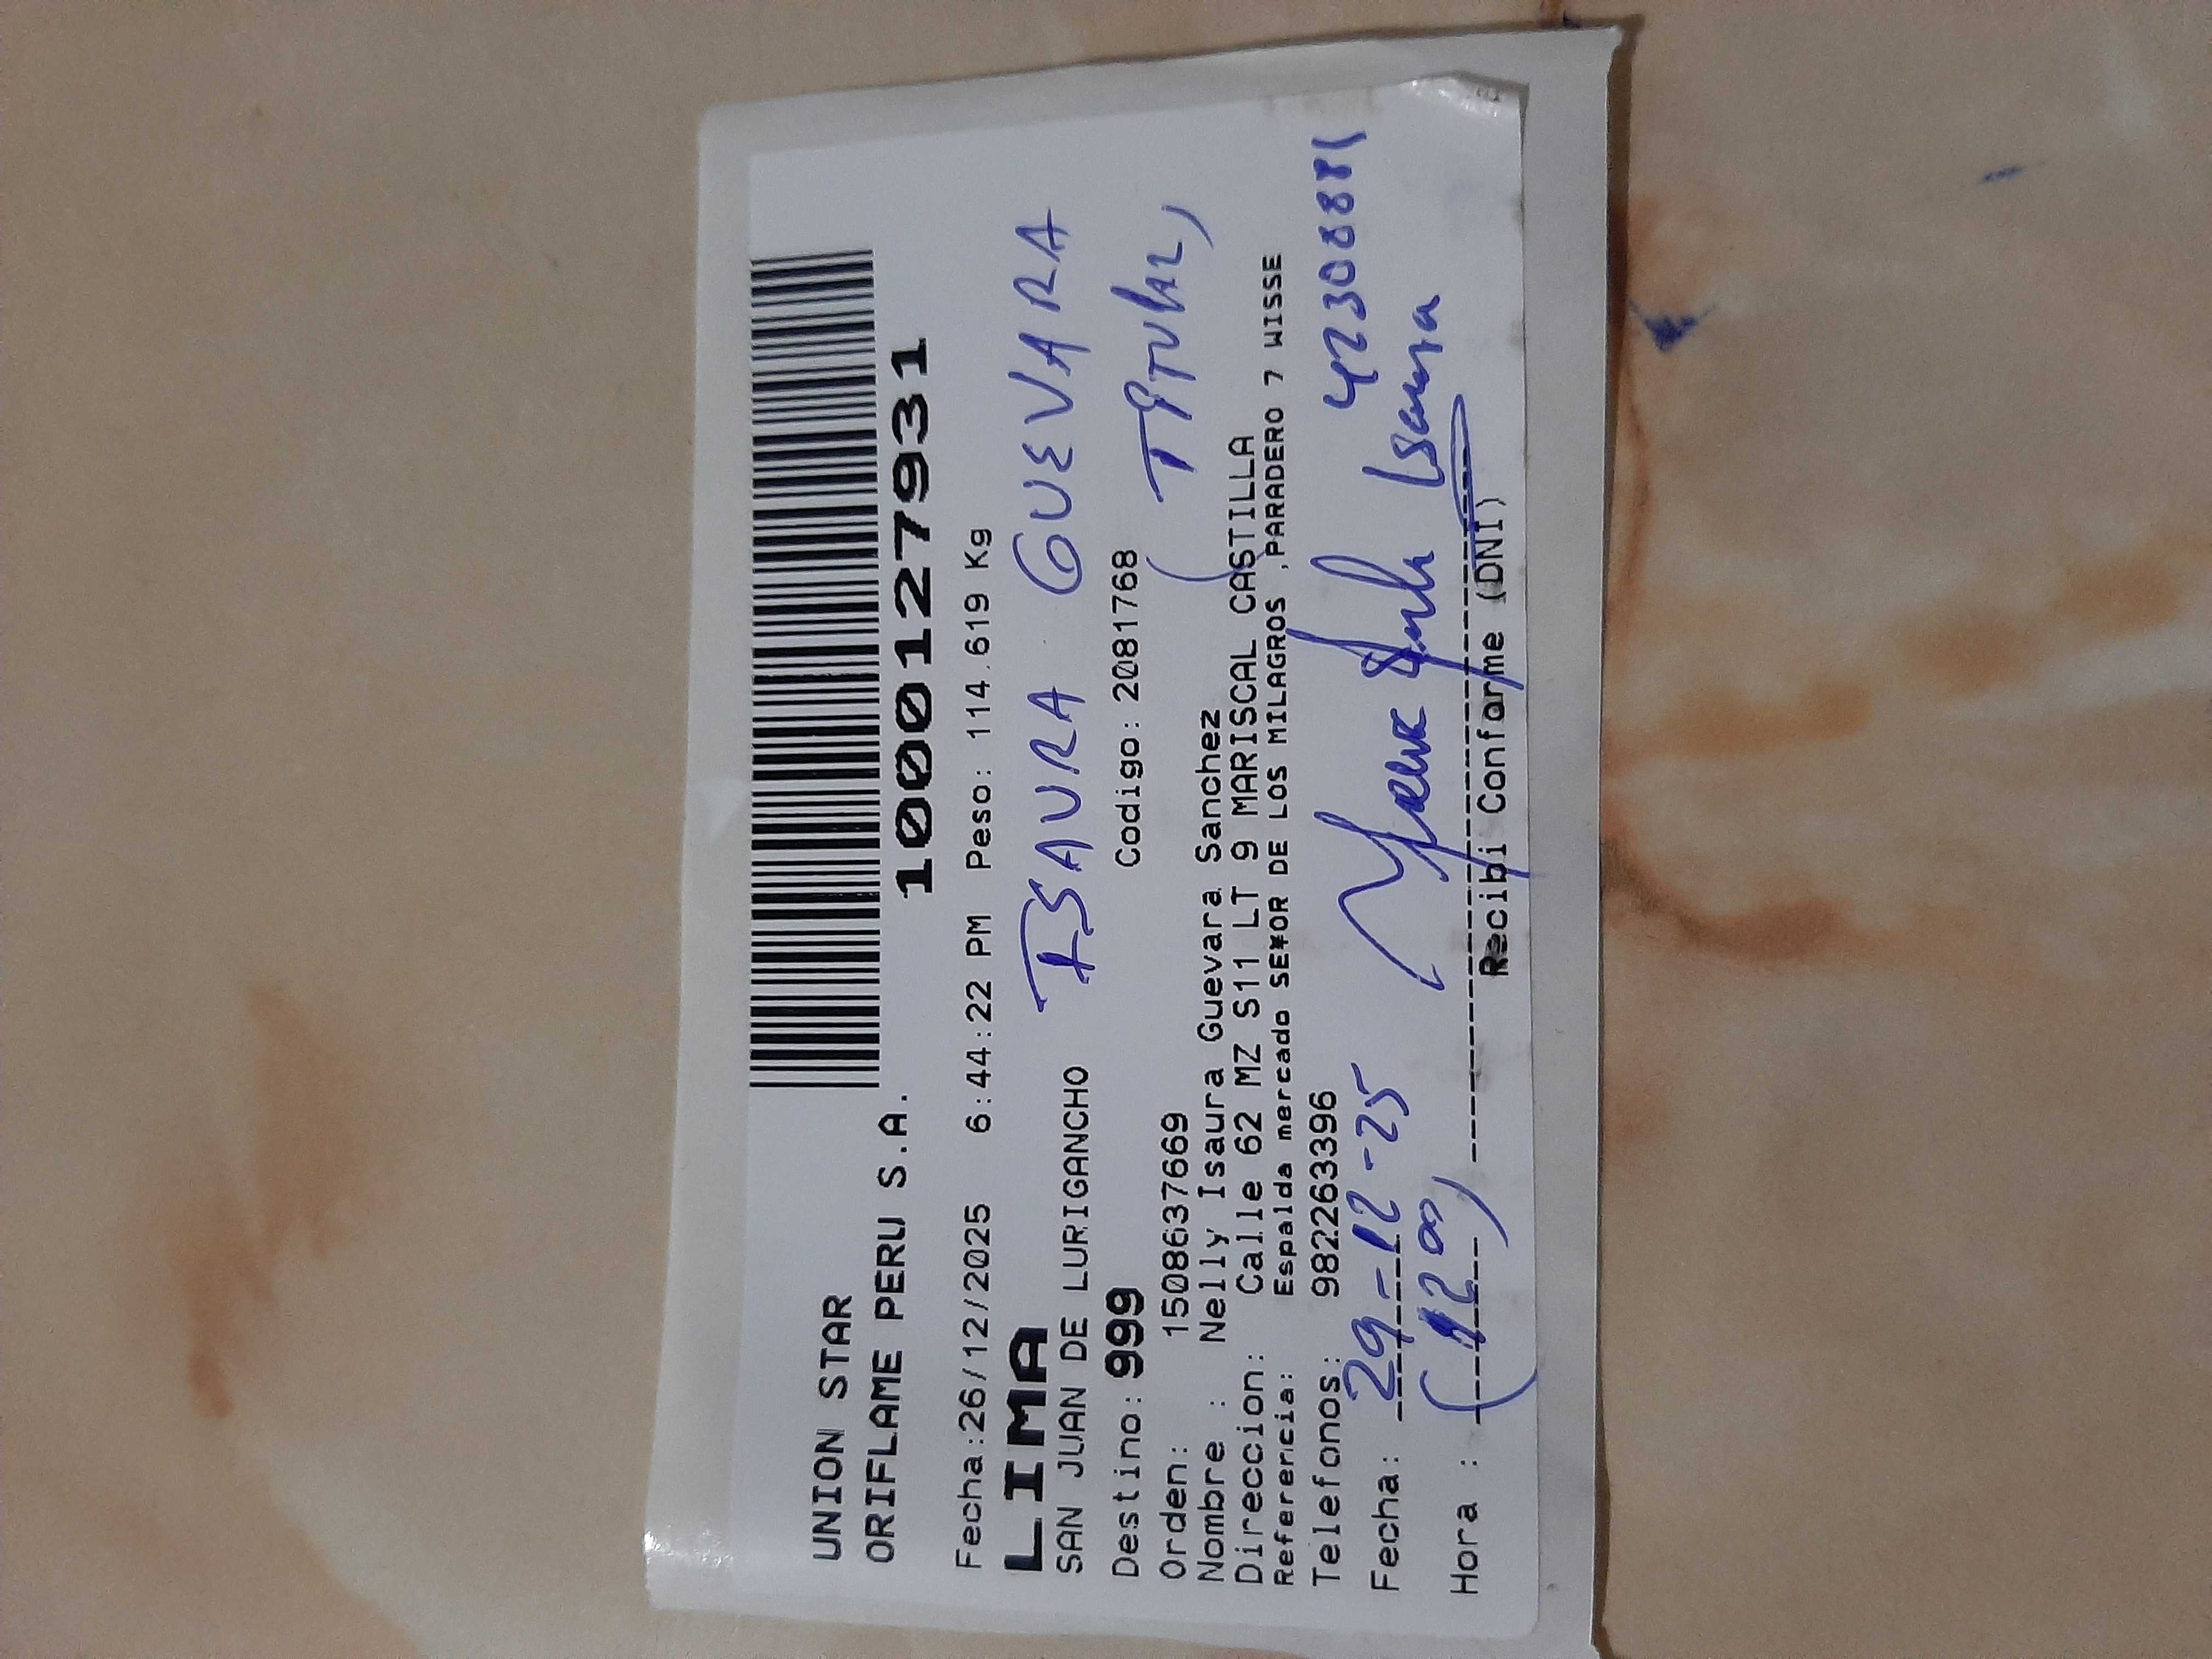 UNION STAR
ORIFLAME PERU S.A.
1000127931
Fecha:26/12/2025 6:44:22 PM Peso: 114.619 Kg
LIMA
SAN JUAN DE LURIGANCHO
ISAURA GUEVARA
Destino: 999 Codigo: 2081768
(TITULAR)
Orden: 1508637669
Nombre : Nelly Isaura Guevara Sanchez
Direccion: Calle 62 MZ S11 LT 9 MARISCAL CASTILLA
Referencia: Espalda mercado SE¥OR DE LOS MILAGROS ,PARADERO 7 WISSE
Telefonos: 982263396
Fecha: 29-12-25
42308881
Isaura
Hora : (12 00)
Recibi Conforme (DNI)